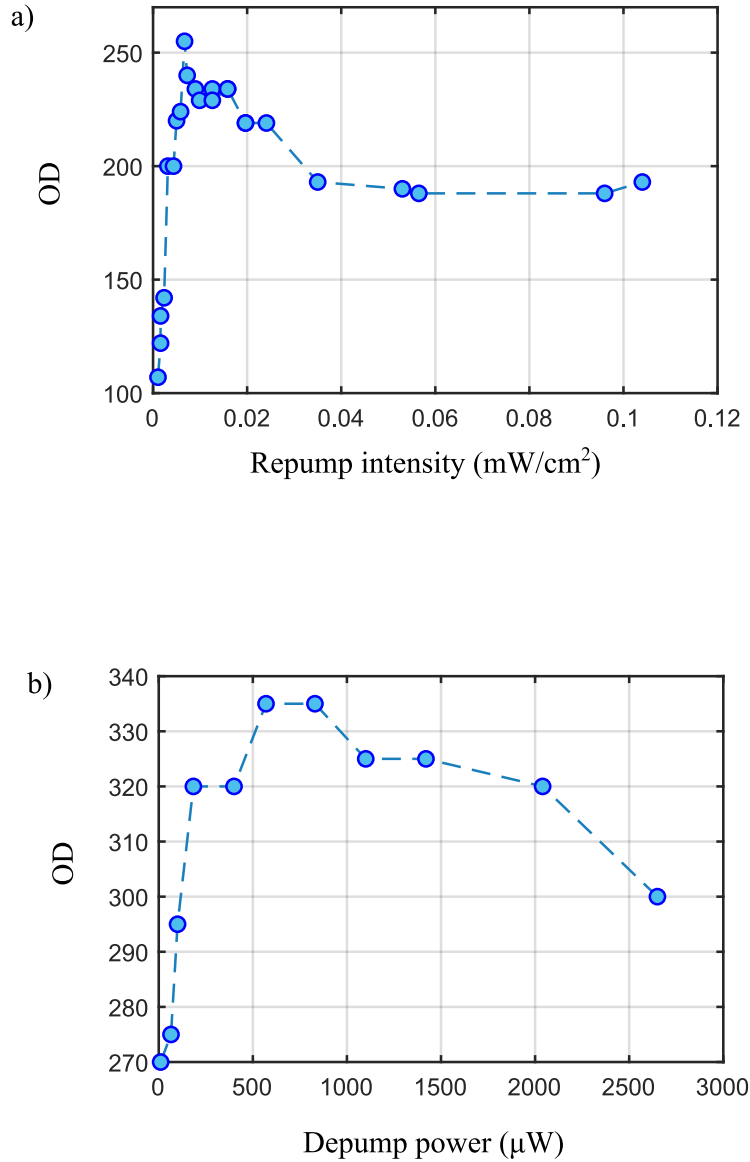 a)
250
200
150
100
OD
0 0.02 0.04 0.06 0.08 0.1 0.12
Repump intensity (mW/cm²)
b)
340
330
320
310
300
290
280
270
OD
0 500 1000 1500 2000 2500 3000
Depump power (μW)